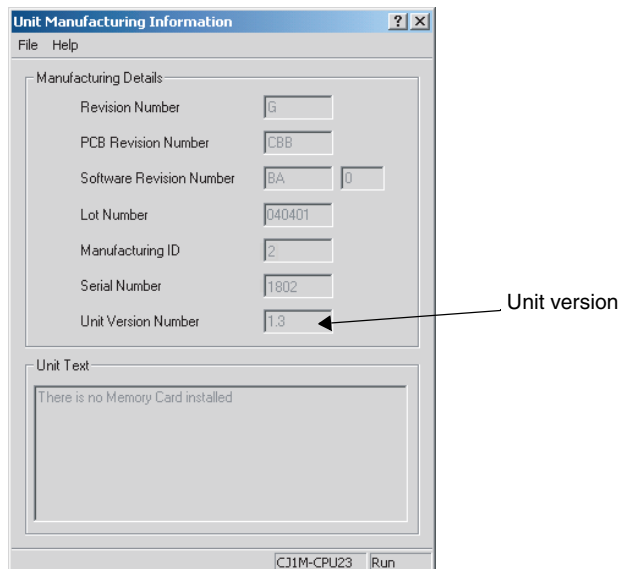 Unit Manufacturing Information
File Help
Manufacturing Details
Revision Number G
PCB Revision Number CBB
Software Revision Number BA 0
Lot Number 040401
Manufacturing ID 2
Serial Number 1802
Unit Version Number 1.3
Unit version
Unit Text
There is no Memory Card installed
CJ1M-CPU23 Run